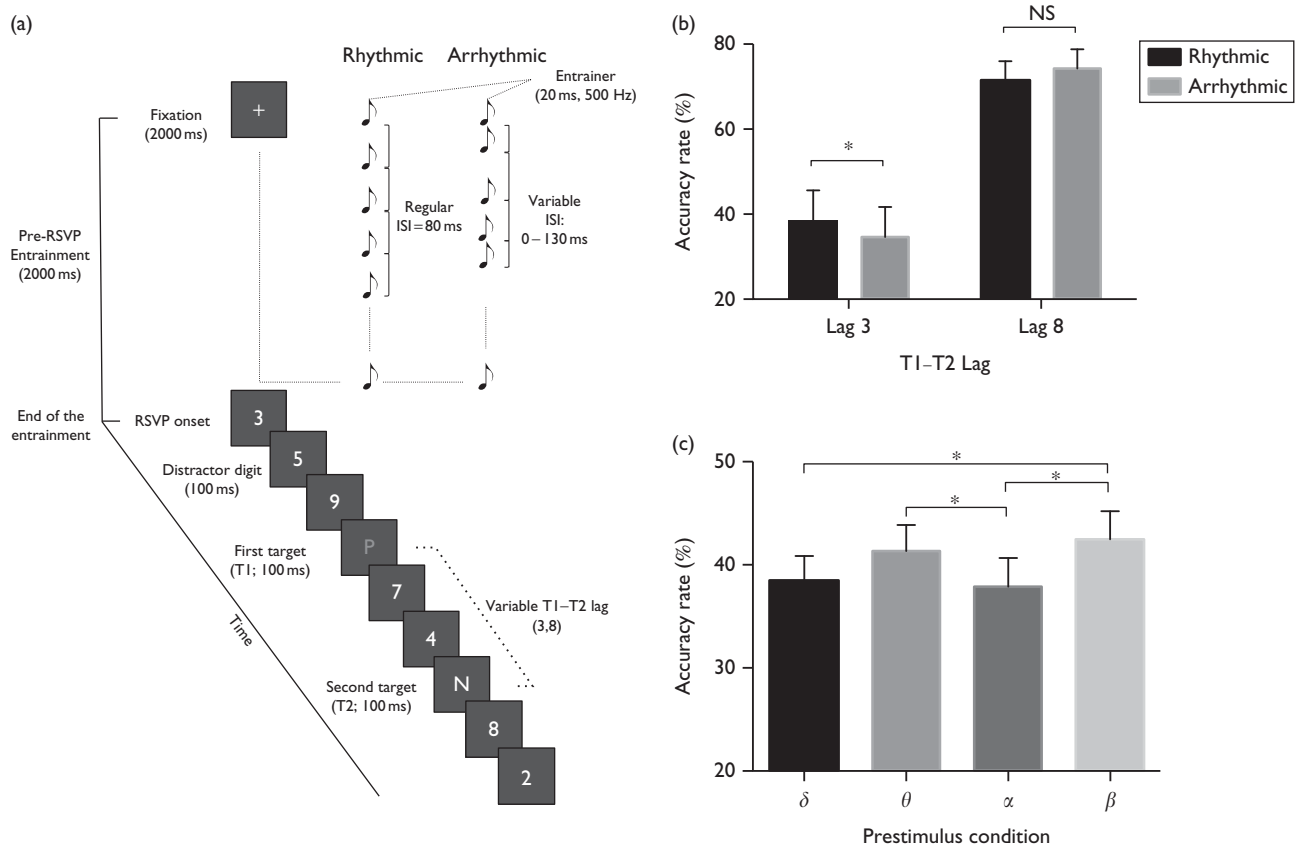 (a)
Rhythmic
Arrhythmic
Entrainer
(20 ms, 500 Hz)
+
Fixation
(2000 ms)
Regular
ISI = 80 ms
Variable
ISI:
0 – 130 ms
Pre-RSVP
Entrainment
(2000 ms)
End of the
entrainment
RSVP onset
3
5
Distractor digit
(100 ms)
9
First target
(T1; 100 ms)
P
7
Variable T1–T2 lag
(3,8)
4
Time
Second target
(T2; 100 ms)
N
8
2
(b)
NS
Rhythmic
Arrhythmic
*
80
60
40
20
Accuracy rate (%)
Lag 3
Lag 8
T1–T2 Lag
(c)
*
*
*
50
40
30
20
Accuracy rate (%)
δ
θ
α
β
Prestimulus condition